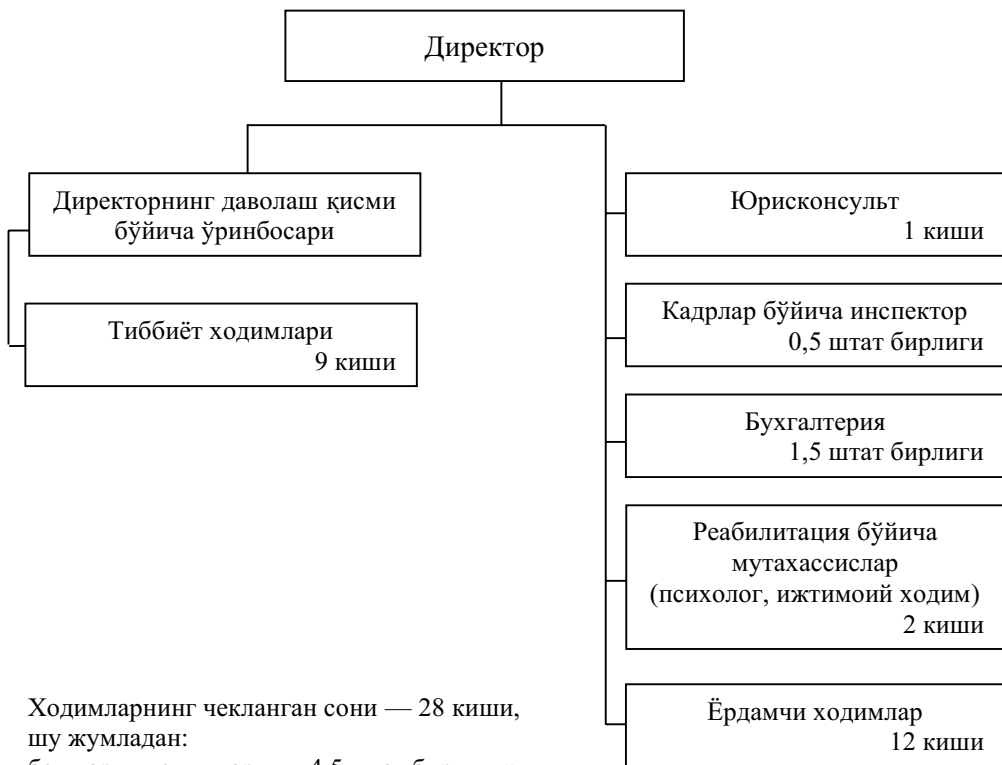 Директор
Директорнинг даволаш қисми
бўйича ўринбосари
Тиббиёт ходимлари
9 киши
Юрисконсульт
1 киши
Кадрлар бўйича инспектор
0,5 штат бирлиги
Бухгалтерия
1,5 штат бирлиги
Реабилитация бўйича
мутахассислар
(психолог, ижтимоий ходим)
2 киши
Ёрдамчи ходимлар
12 киши
Ходимларнинг чекланган сони — 28 киши,
шу жумладан: